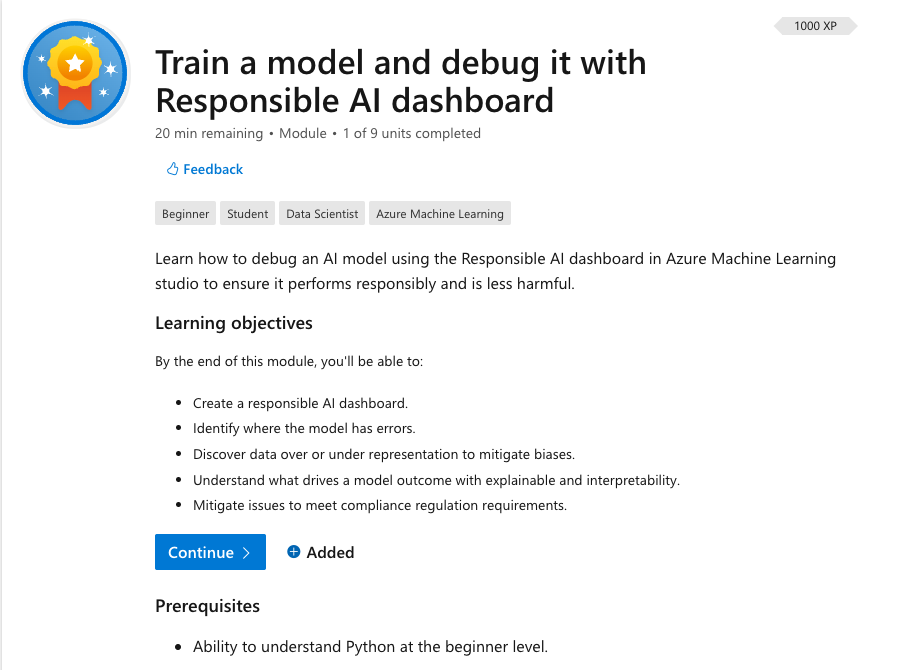 1000 XP
Train a model and debug it with
Responsible AI dashboard
20 min remaining • Module • 1 of 9 units completed
Feedback
Beginner Student Data Scientist Azure Machine Learning
Learn how to debug an AI model using the Responsible AI dashboard in Azure Machine Learning
studio to ensure it performs responsibly and is less harmful.
Learning objectives
By the end of this module, you'll be able to:
• Create a responsible AI dashboard.
• Identify where the model has errors.
• Discover data over or under representation to mitigate biases.
• Understand what drives a model outcome with explainable and interpretability.
• Mitigate issues to meet compliance regulation requirements.
Continue > Added
Prerequisites
• Ability to understand Python at the beginner level.